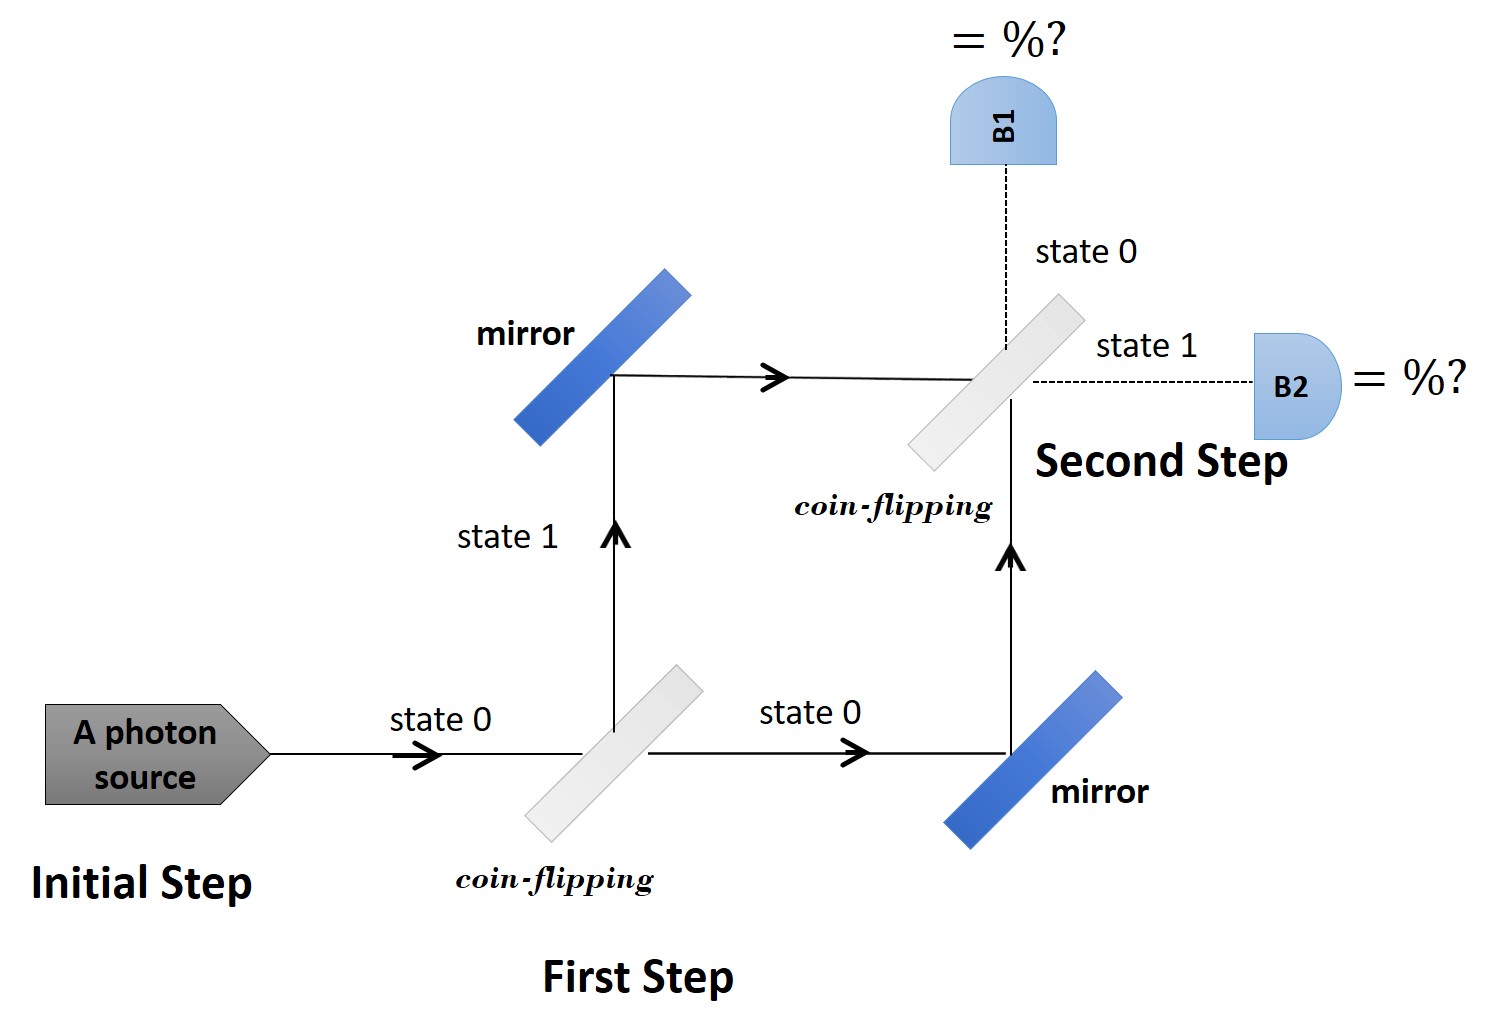 = %?
B1
state 0
mirror
state 1
B2
= %?
Second Step
coin-flipping
state 1
A photon
source
state 0
state 0
mirror
Initial Step
coin-flipping
First Step